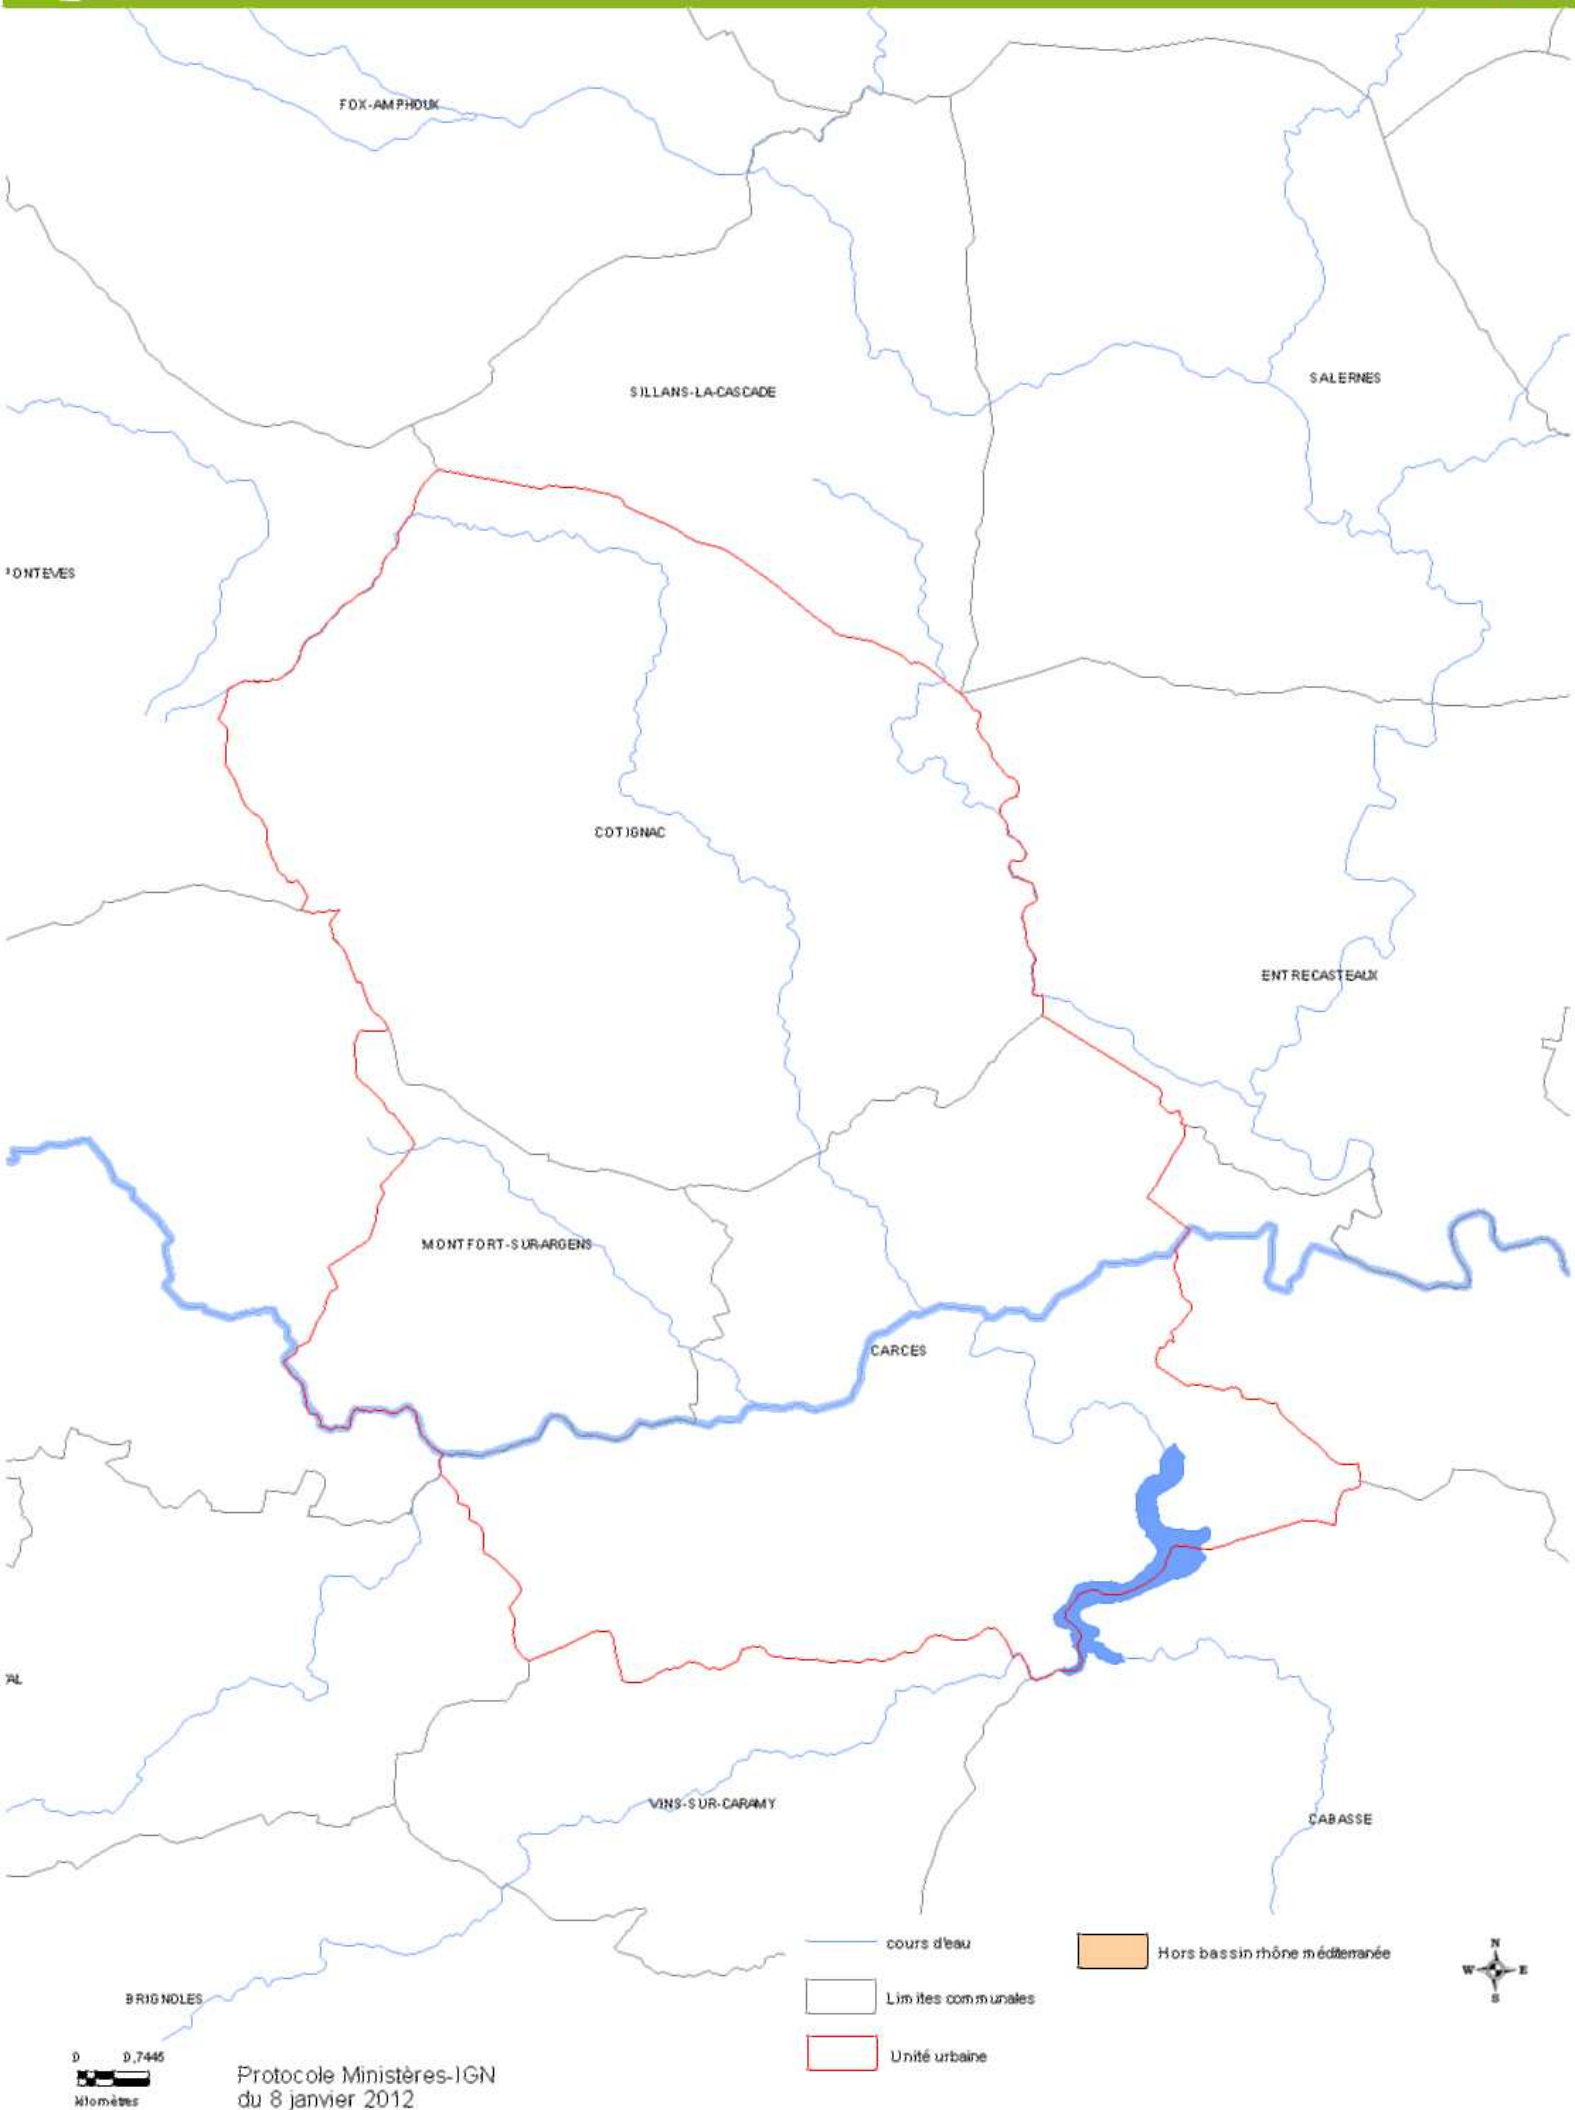 FOX-AMPHOUX
SALERNES
SILLANS-LA-CASCADE
ONTEVES
COTIGNAC
ENTRECASTEAUX
MONTFORT-SUR-ARGENS
CARCES
AL
VINS-SUR-CARAMY
CABASSE
cours d'eau
Hors bassin rhône méditerranée
N
W E
S
Limites communales
BRIGNOLES
Unité urbaine
0 0,7445
kilomètres
Protocole Ministères-IGN
du 8 janvier 2012